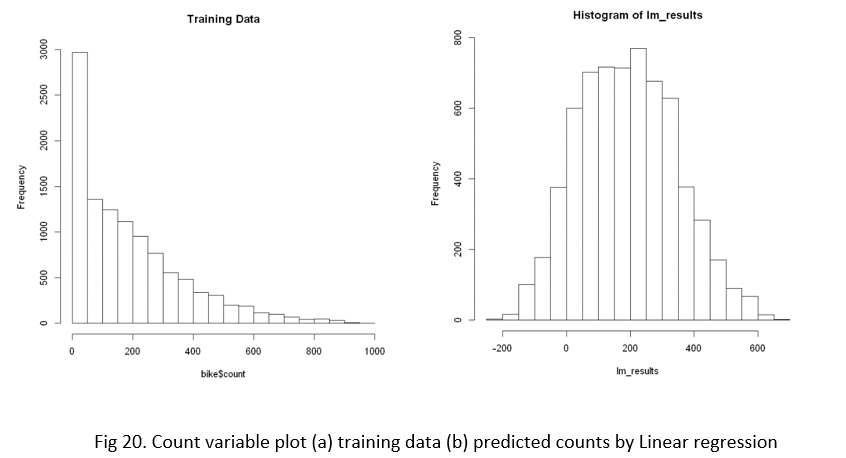 Training Data
Frequency
3000
2500
2000
1500
1000
500
0
0 200 400 600 800 1000
bike$count
Histogram of lm_results
Frequency
800
600
400
200
0
-200 0 200 400 600
lm_results
Fig 20. Count variable plot (a) training data (b) predicted counts by Linear regression